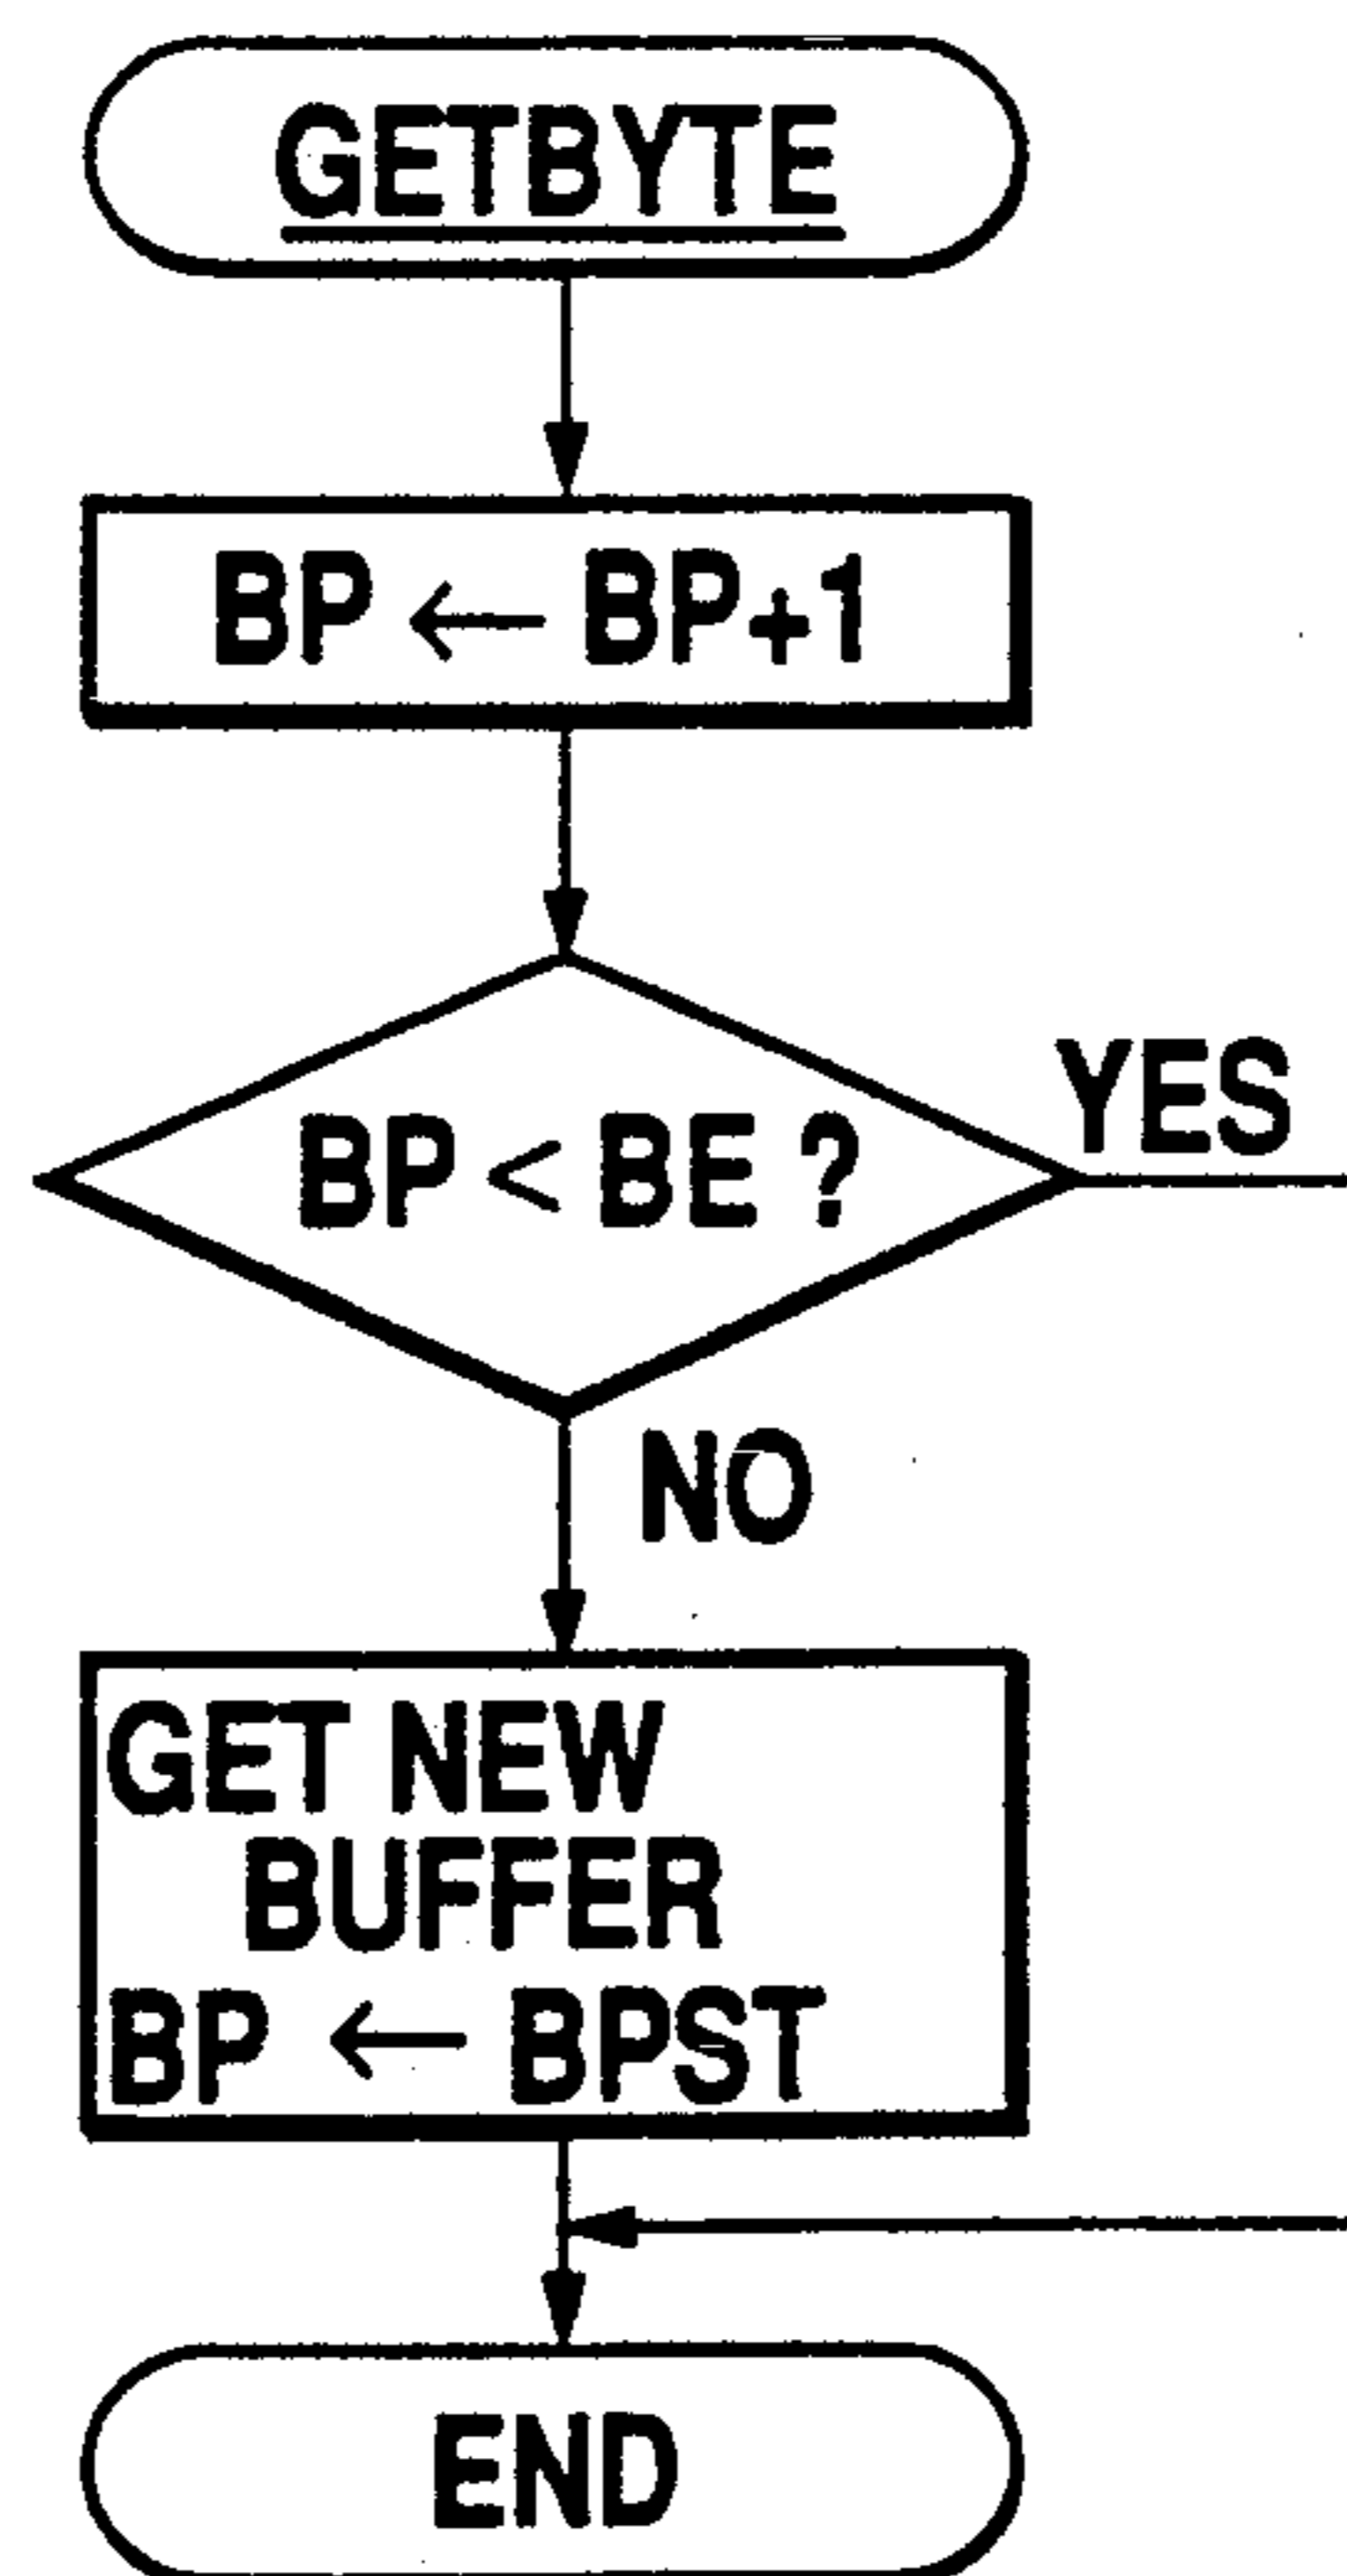 GETBYTE
BP ← BP+1
BP < BE ?
YES
NO
GET NEW
BUFFER
BP ← BPST
END